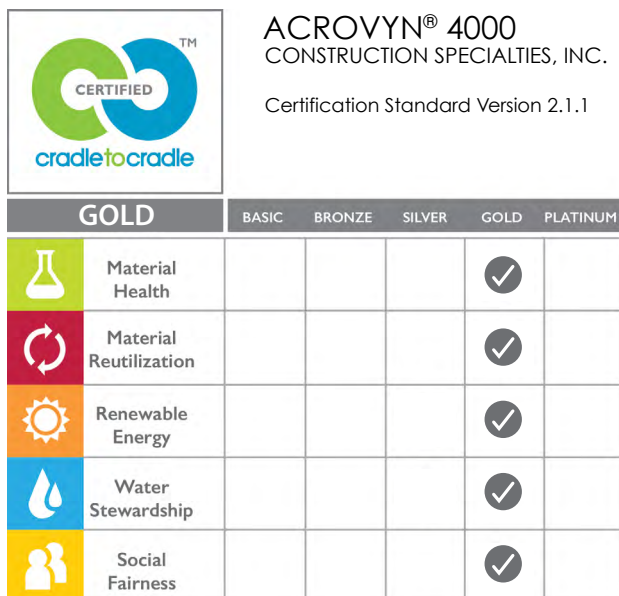 ACROVYN® 4000
CONSTRUCTION SPECIALTIES, INC.
Certification Standard Version 2.1.1
TM
CERTIFIED
cradletocradle
GOLD BASIC BRONZE SILVER GOLD PLATINUM
Material
Health
Material
Reutilization
Renewable
Energy
Water
Stewardship
Social
Fairness